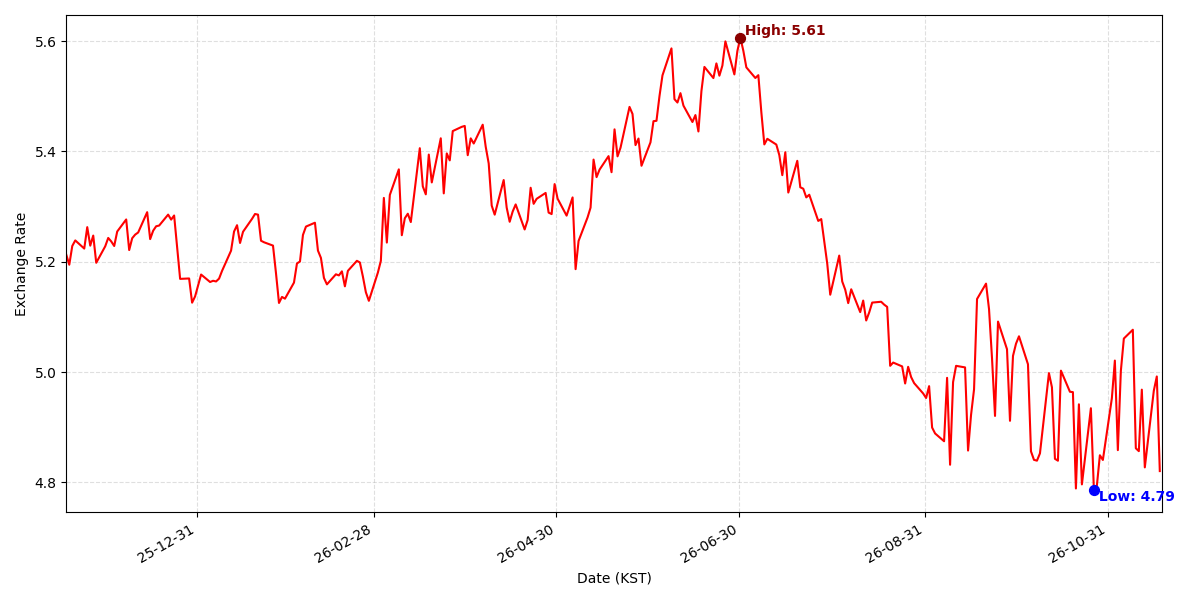 High: 5.61
5.6
5.4
5.2
5.0
4.8
Low: 4.79
Exchange Rate
25-12-31
26-02-28
26-04-30
26-06-30
26-08-31
26-10-31
Date (KST)